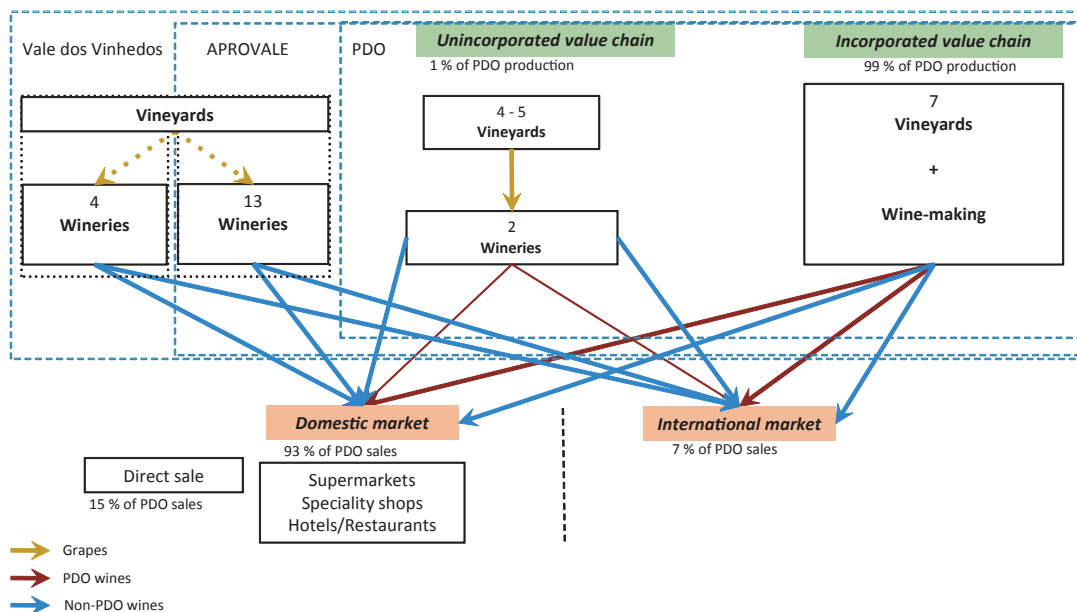 Vale dos Vinhedos
APROVALE
PDO
Unincorporated value chain
1 % of PDO production
Incorporated value chain
99 % of PDO production
Vineyards
4
Wineries
13
Wineries
4 - 5
Vineyards
2
Wineries
7
Vineyards
+
Wine-making
Domestic market
93 % of PDO sales
International market
7 % of PDO sales
Direct sale
15 % of PDO sales
Supermarkets
Speciality shops
Hotels/Restaurants
Grapes
PDO wines
Non-PDO wines